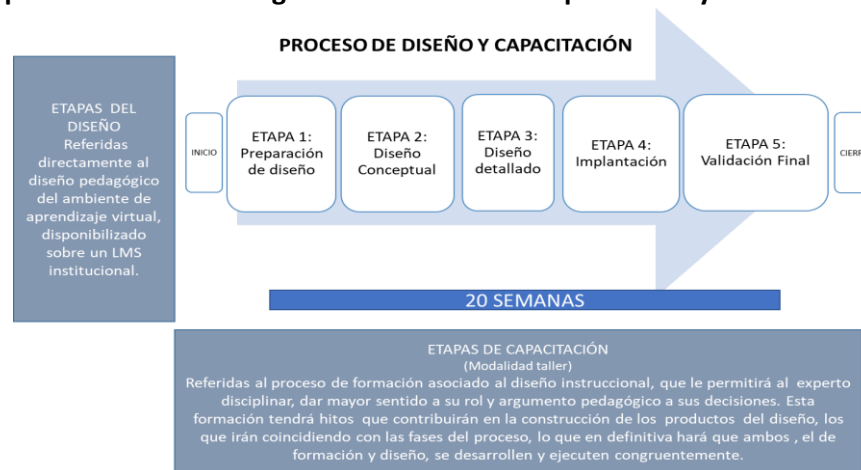 PROCESO DE DISEÑO Y CAPACITACIÓN
ETAPAS DEL
DISEÑO
Referidas
directamente al
diseño pedagógico
del ambiente de
aprendizaje virtual,
disponibilizado
sobre un LMS
institucional.
INICIO
ETAPA 1:
Preparación
de diseño
ETAPA 2:
Diseño
Conceptual
ETAPA 3:
Diseño
detallado
ETAPA 4:
Implantación
ETAPA 5:
Validación Final
CIERR
20 SEMANAS
ETAPAS DE CAPACITACIÓN
(Modalidad taller)
Referidas al proceso de formación asociado al diseño instruccional, que le permitirá al experto
disciplinar, dar mayor sentido a su rol y argumento pedagógico a sus decisiones. Esta
formación tendrá hitos que contribuirán en la construcción de los productos del diseño, los
que irán coincidiendo con las fases del proceso, lo que en definitiva hará que ambos , el de
formación y diseño, se desarrollen y ejecuten congruentemente.